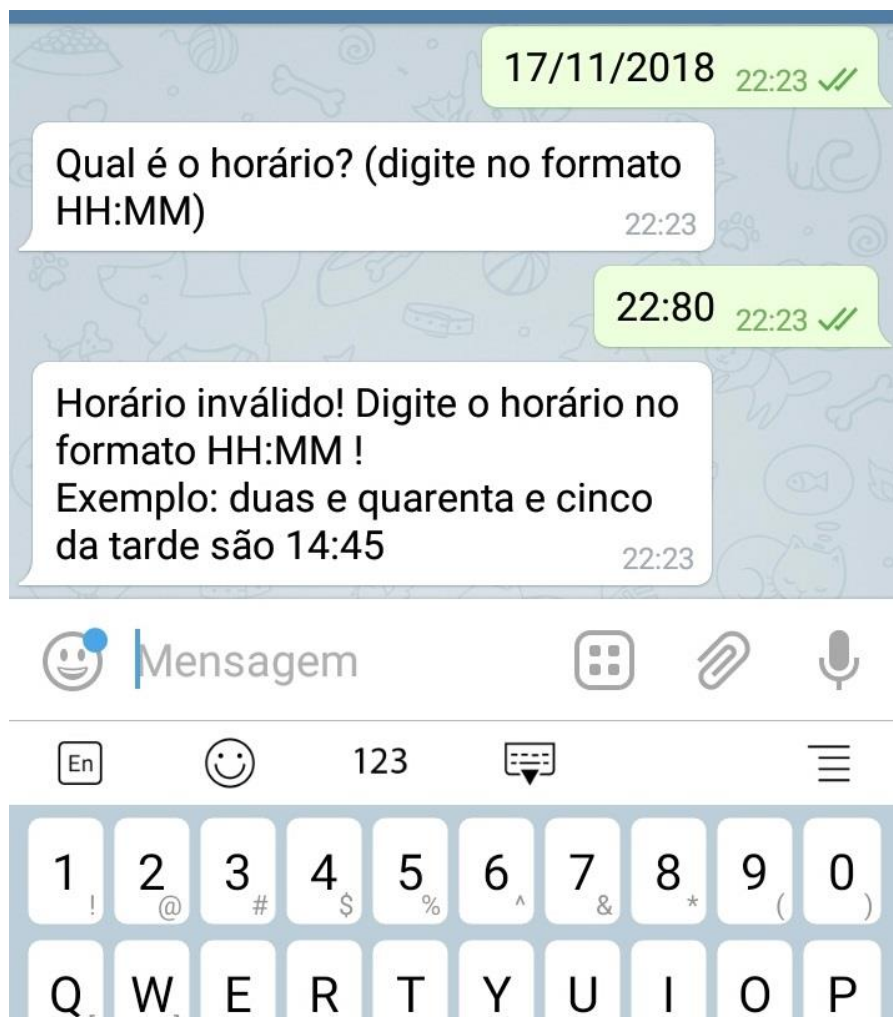 17/11/2018 22:23
Qual é o horário? (digite no formato
HH:MM)
22:23
22:80 22:23
Horário inválido! Digite o horário no
formato HH:MM !
Exemplo: duas e quarenta e cinco
da tarde são 14:45
22:23
Mensagem
En 123
1 2 3 4 5 6 7 8 9 0
! @ # $ % ^ & * ( )
Q W E R T Y U I O P